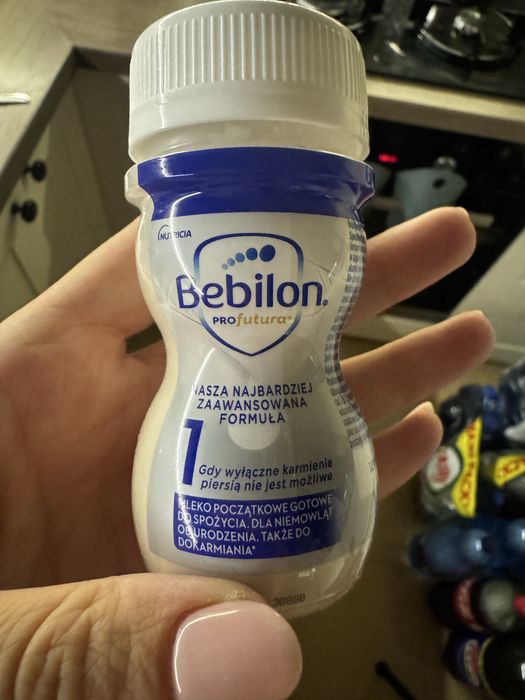 NUTRICIA
Bebilon®
PROfutura®
NASZA NAJBARDZIEJ
ZAAWANSOWANA
FORMUŁA
1
Gdy wyłączne karmienie
piersią nie jest możliwe
MLEKO POCZĄTKOWE GOTOWE
DO SPOŻYCIA. DLA NIEMOWLĄT
OD URODZENIA. TAKŻE DO
DOKARMIANIA*